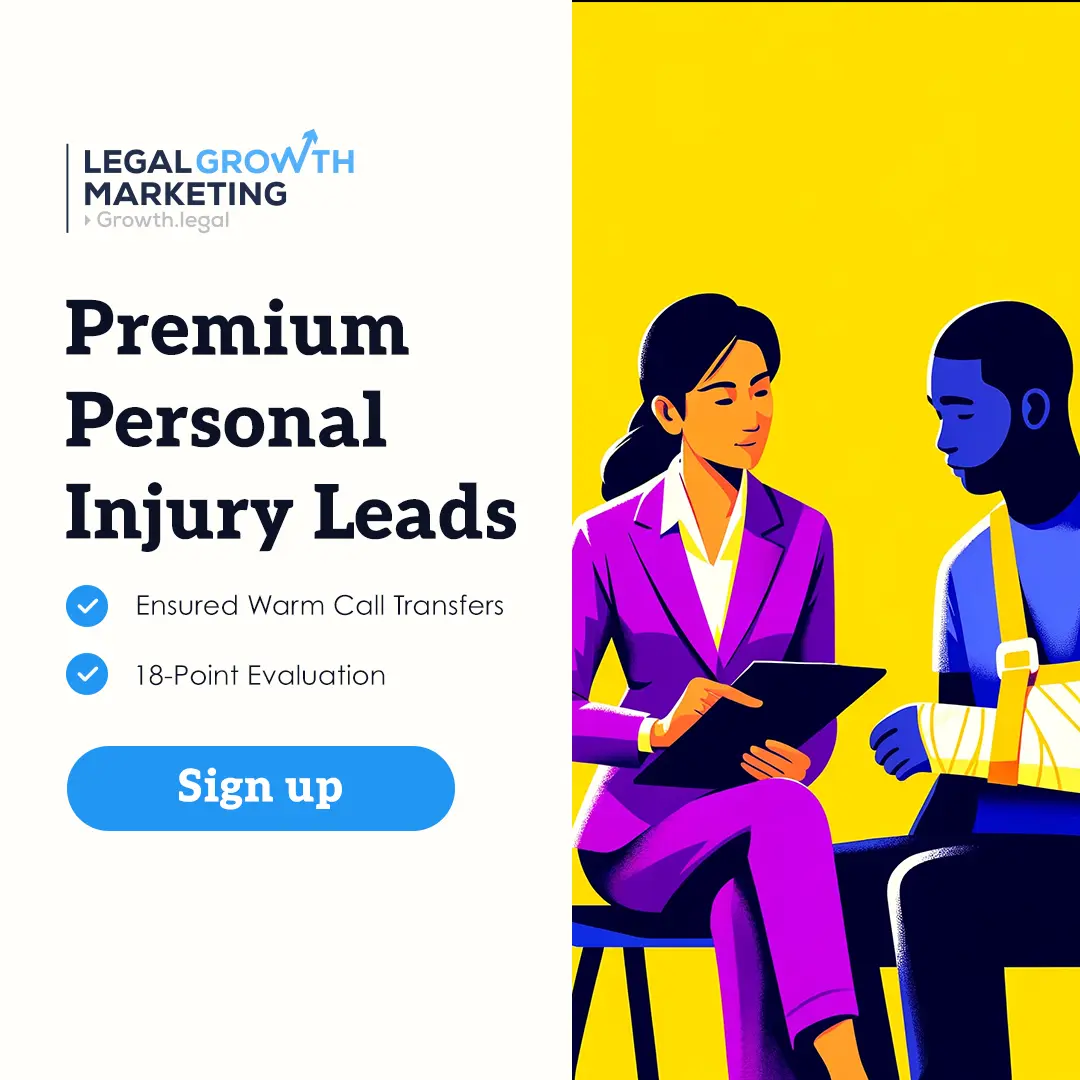 LEGAL GROWTH
MARKETING
Growth.legal
Premium
Personal
Injury Leads
Ensured Warm Call Transfers
18-Point Evaluation
Sign up